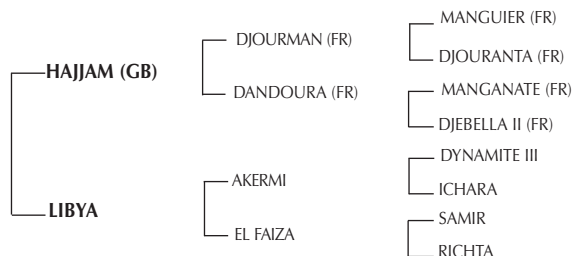 MANGUIER (FR)
DJOURMAN (FR)
DJOURANTA (FR)
HAJJAM (GB)
MANGANATE (FR)
DANDOURA (FR)
DJEBELLA II (FR)
DYNAMITE III
AKERMI
ICHARA
LIBYA
SAMIR
EL FAIZA
RICHTA